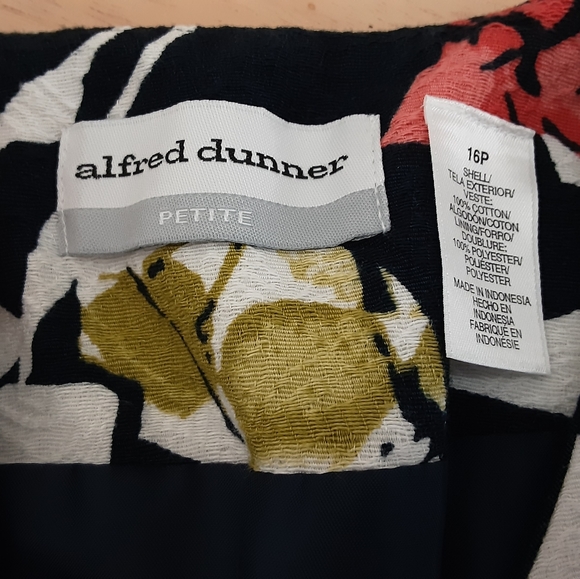 alfred dunner
PETITE
16P
SHELL/
TELA EXTERIOR/
VESTE:
100% COTTON/
ALGODÓN/COTON
LINING/FORRO/
DOUBLURE:
100% POLYESTER/
POLIÉSTER/
POLYESTER
MADE IN INDONESIA
HECHO EN
INDONESIA
FABRIQUÉ EN
INDONÉSIE